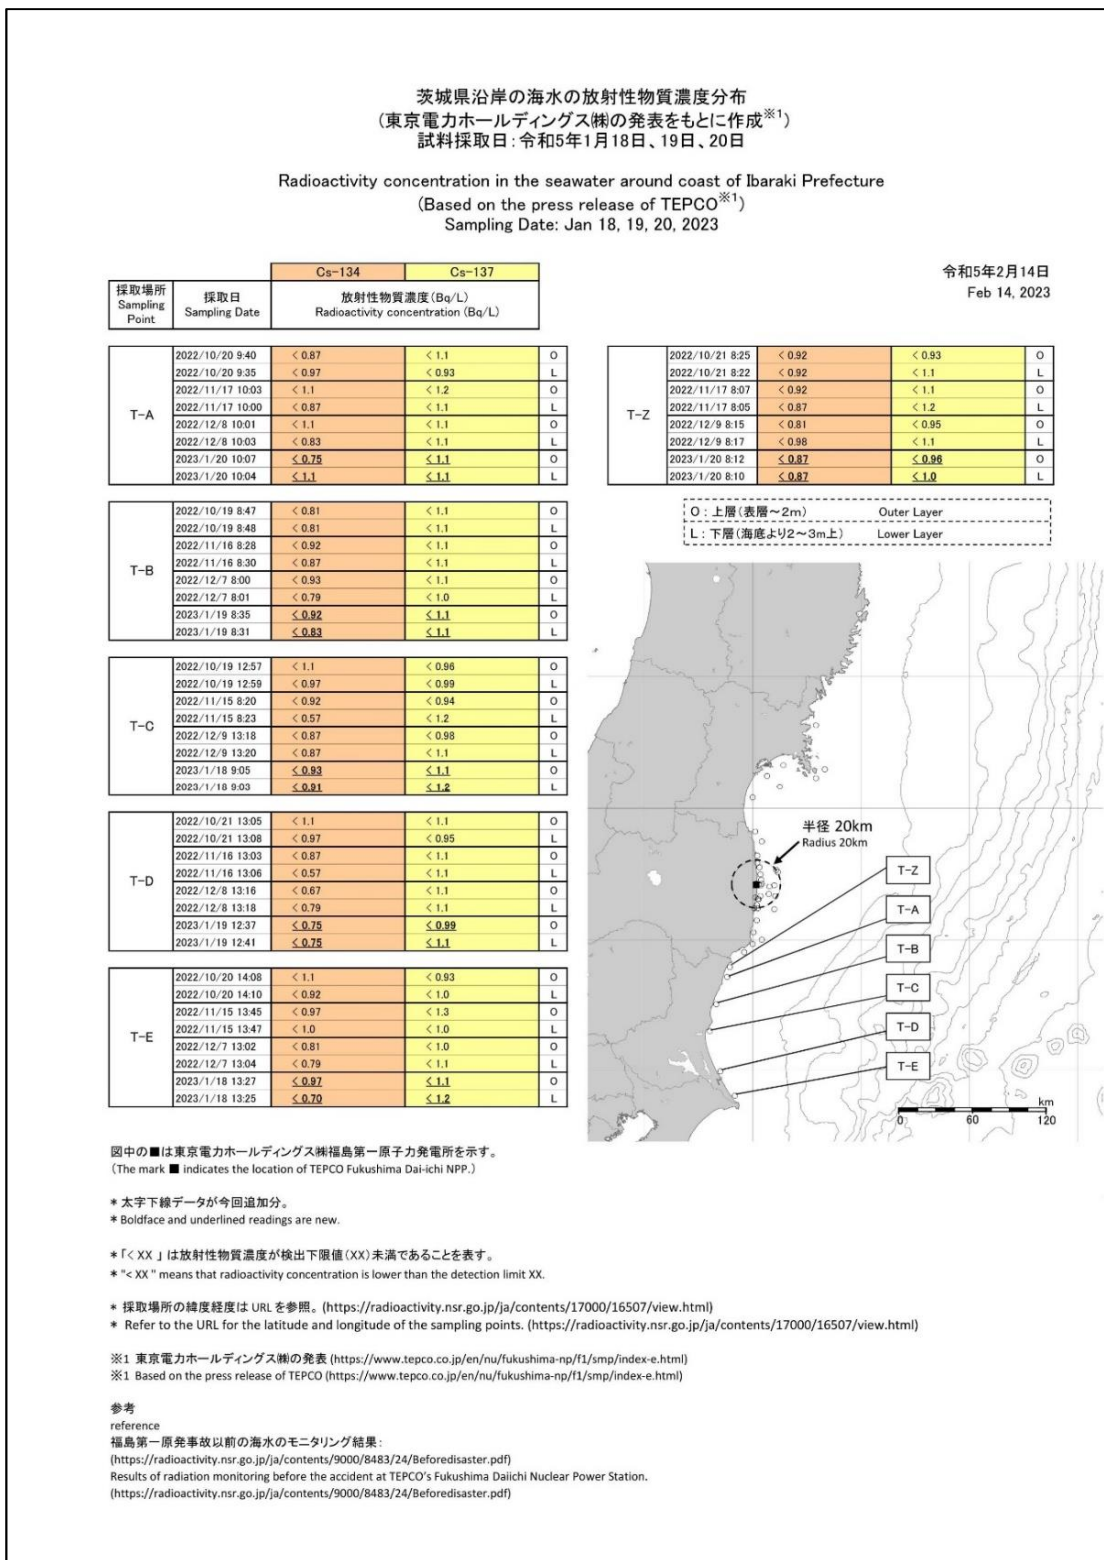 茨城県沿岸の海水の放射性物質濃度分布
(東京電力ホールディングス㈱の発表をもとに作成※1)
試料採取日:令和5年1月18日、19日、20日
Radioactivity concentration in the seawater around coast of Ibaraki Prefecture
(Based on the press release of TEPCO※1)
Sampling Date: Jan 18, 19, 20, 2023
令和5年2月14日
Feb 14, 2023
Cs-134 Cs-137
採取場所
Sampling
Point
採取日
Sampling Date
放射性物質濃度(Bq/L)
Radioactivity concentration (Bq/L)
T-A
2022/10/20 9:40 < 0.87 < 1.1 O
2022/10/20 9:35 < 0.97 < 0.93 L
2022/11/17 10:03 < 1.1 < 1.2 O
2022/11/17 10:00 < 0.87 < 1.1 L
2022/12/8 10:01 < 1.1 < 1.1 O
2022/12/8 10:03 < 0.83 < 1.1 L
2023/1/20 10:07 < 0.75 < 1.1 O
2023/1/20 10:04 < 1.1 < 1.1 L
T-B
2022/10/19 8:47 < 0.81 < 1.1 O
2022/10/19 8:48 < 0.81 < 1.1 L
2022/11/16 8:28 < 0.92 < 1.1 O
2022/11/16 8:30 < 0.87 < 1.1 L
2022/12/7 8:00 < 0.93 < 1.1 O
2022/12/7 8:01 < 0.79 < 1.0 L
2023/1/19 8:35 < 0.92 < 1.1 O
2023/1/19 8:31 < 0.83 < 1.1 L
T-C
2022/10/19 12:57 < 1.1 < 0.96 O
2022/10/19 12:59 < 0.97 < 0.99 L
2022/11/15 8:20 < 0.92 < 0.94 O
2022/11/15 8:23 < 0.57 < 1.2 L
2022/12/9 13:18 < 0.87 < 0.98 O
2022/12/9 13:20 < 0.87 < 1.1 L
2023/1/18 9:05 < 0.93 < 1.1 O
2023/1/18 9:03 < 0.91 < 1.2 L
T-D
2022/10/21 13:05 < 1.1 < 1.1 O
2022/10/21 13:08 < 0.97 < 0.95 L
2022/11/16 13:03 < 0.87 < 1.1 O
2022/11/16 13:06 < 0.57 < 1.1 L
2022/12/8 13:16 < 0.67 < 1.1 O
2022/12/8 13:18 < 0.79 < 1.1 L
2023/1/19 12:37 < 0.75 < 0.99 O
2023/1/19 12:41 < 0.75 < 1.1 L
T-E
2022/10/20 14:08 < 1.1 < 0.93 O
2022/10/20 14:10 < 0.92 < 1.0 L
2022/11/15 13:45 < 0.97 < 1.3 O
2022/11/15 13:47 < 1.0 < 1.0 L
2022/12/7 13:02 < 0.81 < 1.0 O
2022/12/7 13:04 < 0.79 < 1.1 L
2023/1/18 13:27 < 0.97 < 1.1 O
2023/1/18 13:25 < 0.70 < 1.2 L
T-Z
2022/10/21 8:25 < 0.92 < 0.93 O
2022/10/21 8:22 < 0.92 < 1.1 L
2022/11/17 8:07 < 0.92 < 1.1 O
2022/11/17 8:05 < 0.87 < 1.2 L
2022/12/9 8:15 < 0.81 < 0.95 O
2022/12/9 8:17 < 0.98 < 1.1 L
2023/1/20 8:12 < 0.87 < 0.96 O
2023/1/20 8:10 < 0.87 < 1.0 L
O : 上層(表層~2m) Outer Layer
L : 下層(海底より2~3m上) Lower Layer
半径 20km
Radius 20km
T-Z
T-A
T-B
T-C
T-D
T-E
km
0 60 120
図中の■は東京電力ホールディングス㈱福島第一原子力発電所を示す。
(The mark ■ indicates the location of TEPCO Fukushima Dai-ichi NPP.)
* 太字下線データが今回追加分。
* Boldface and underlined readings are new.
*「< XX 」は放射性物質濃度が検出下限値(XX)未満であることを表す。
* "< XX " means that radioactivity concentration is lower than the detection limit XX.
* 採取場所の緯度経度は URL を参照。(https://radioactivity.nsr.go.jp/ja/contents/17000/16507/view.html)
* Refer to the URL for the latitude and longitude of the sampling points. (https://radioactivity.nsr.go.jp/ja/contents/17000/16507/view.html)
※1 東京電力ホールディングス㈱の発表 (https://www.tepco.co.jp/en/nu/fukushima-np/f1/smp/index-e.html)
※1 Based on the press release of TEPCO (https://www.tepco.co.jp/en/nu/fukushima-np/f1/smp/index-e.html)
参考
reference
福島第一原発事故以前の海水のモニタリング結果:
(https://radioactivity.nsr.go.jp/ja/contents/9000/8483/24/Beforedisaster.pdf)
Results of radiation monitoring before the accident at TEPCO's Fukushima Daiichi Nuclear Power Station.
(https://radioactivity.nsr.go.jp/ja/contents/9000/8483/24/Beforedisaster.pdf)